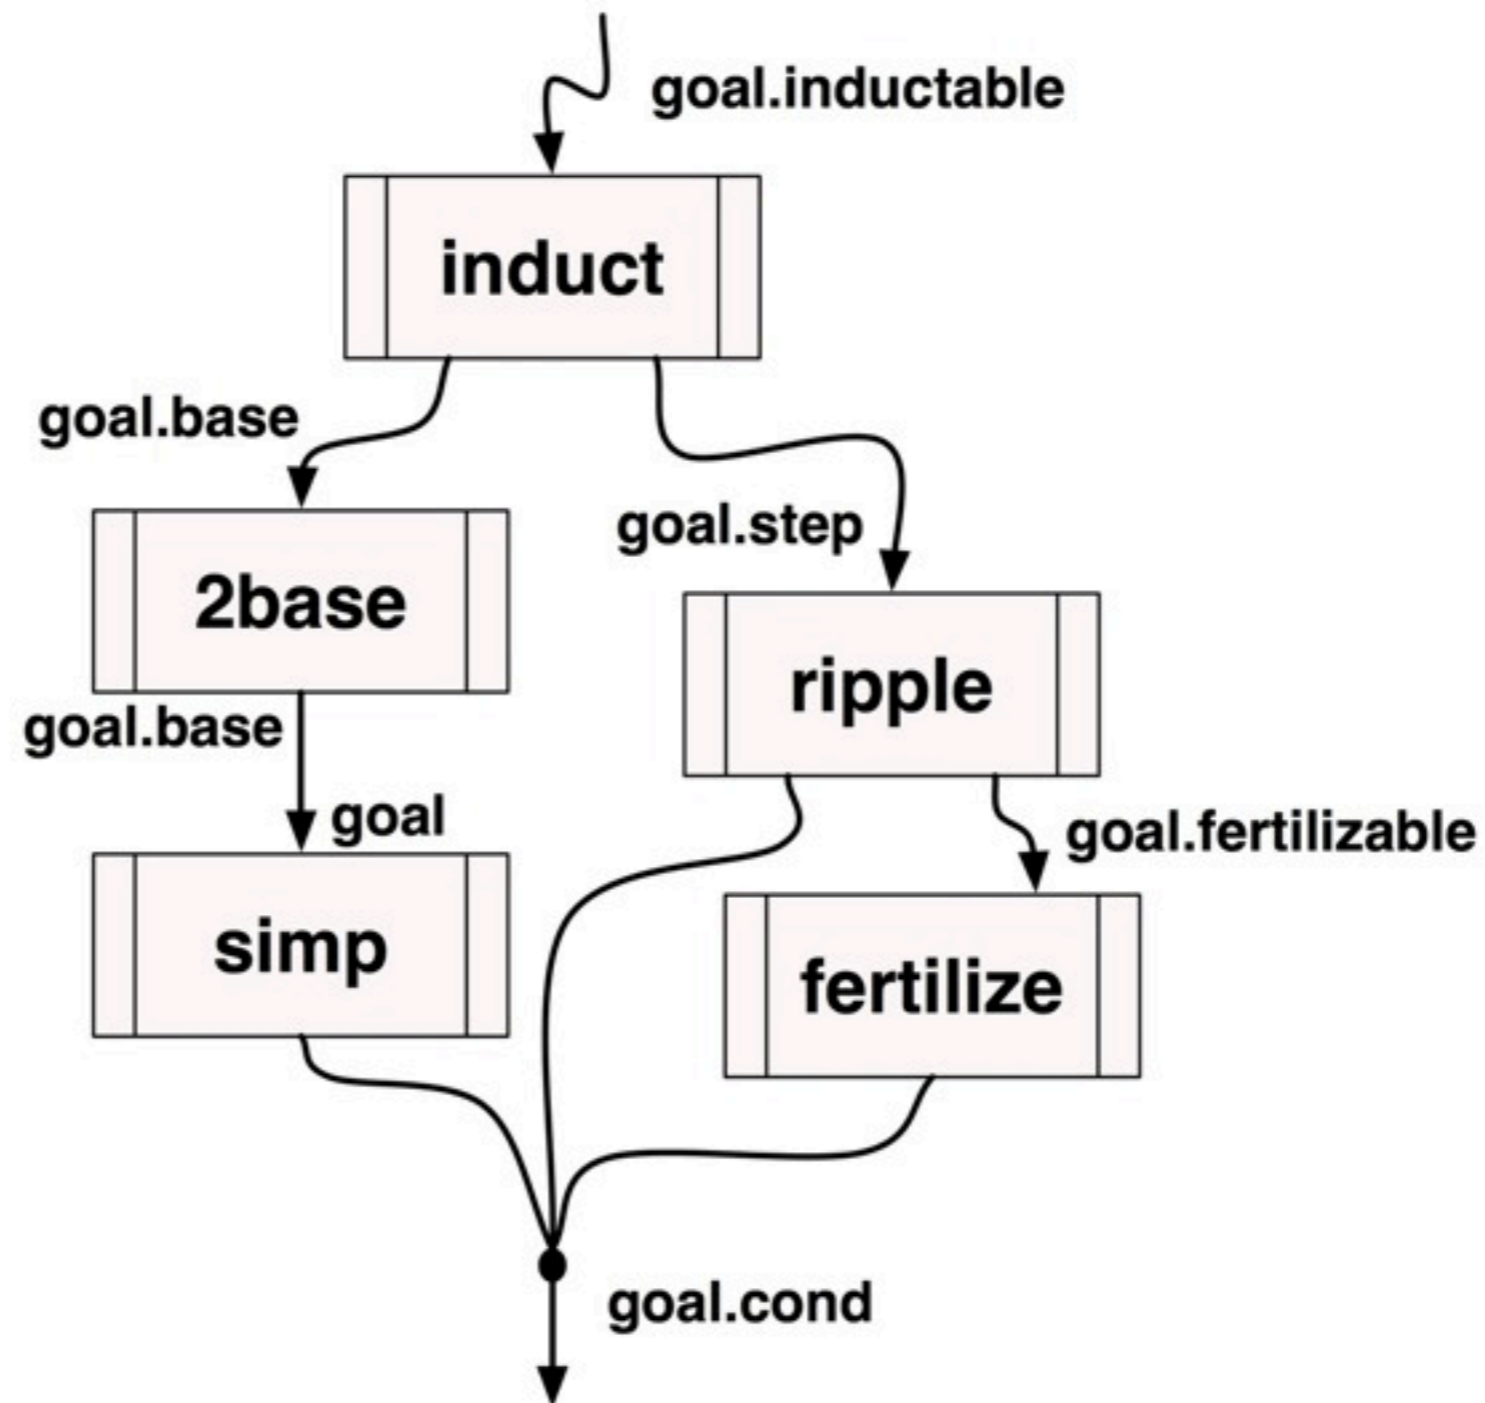 goal.inductable
induct
goal.base
goal.step
2base
ripple
goal.base
goal
goal.fertilizable
simp
fertilize
goal.cond